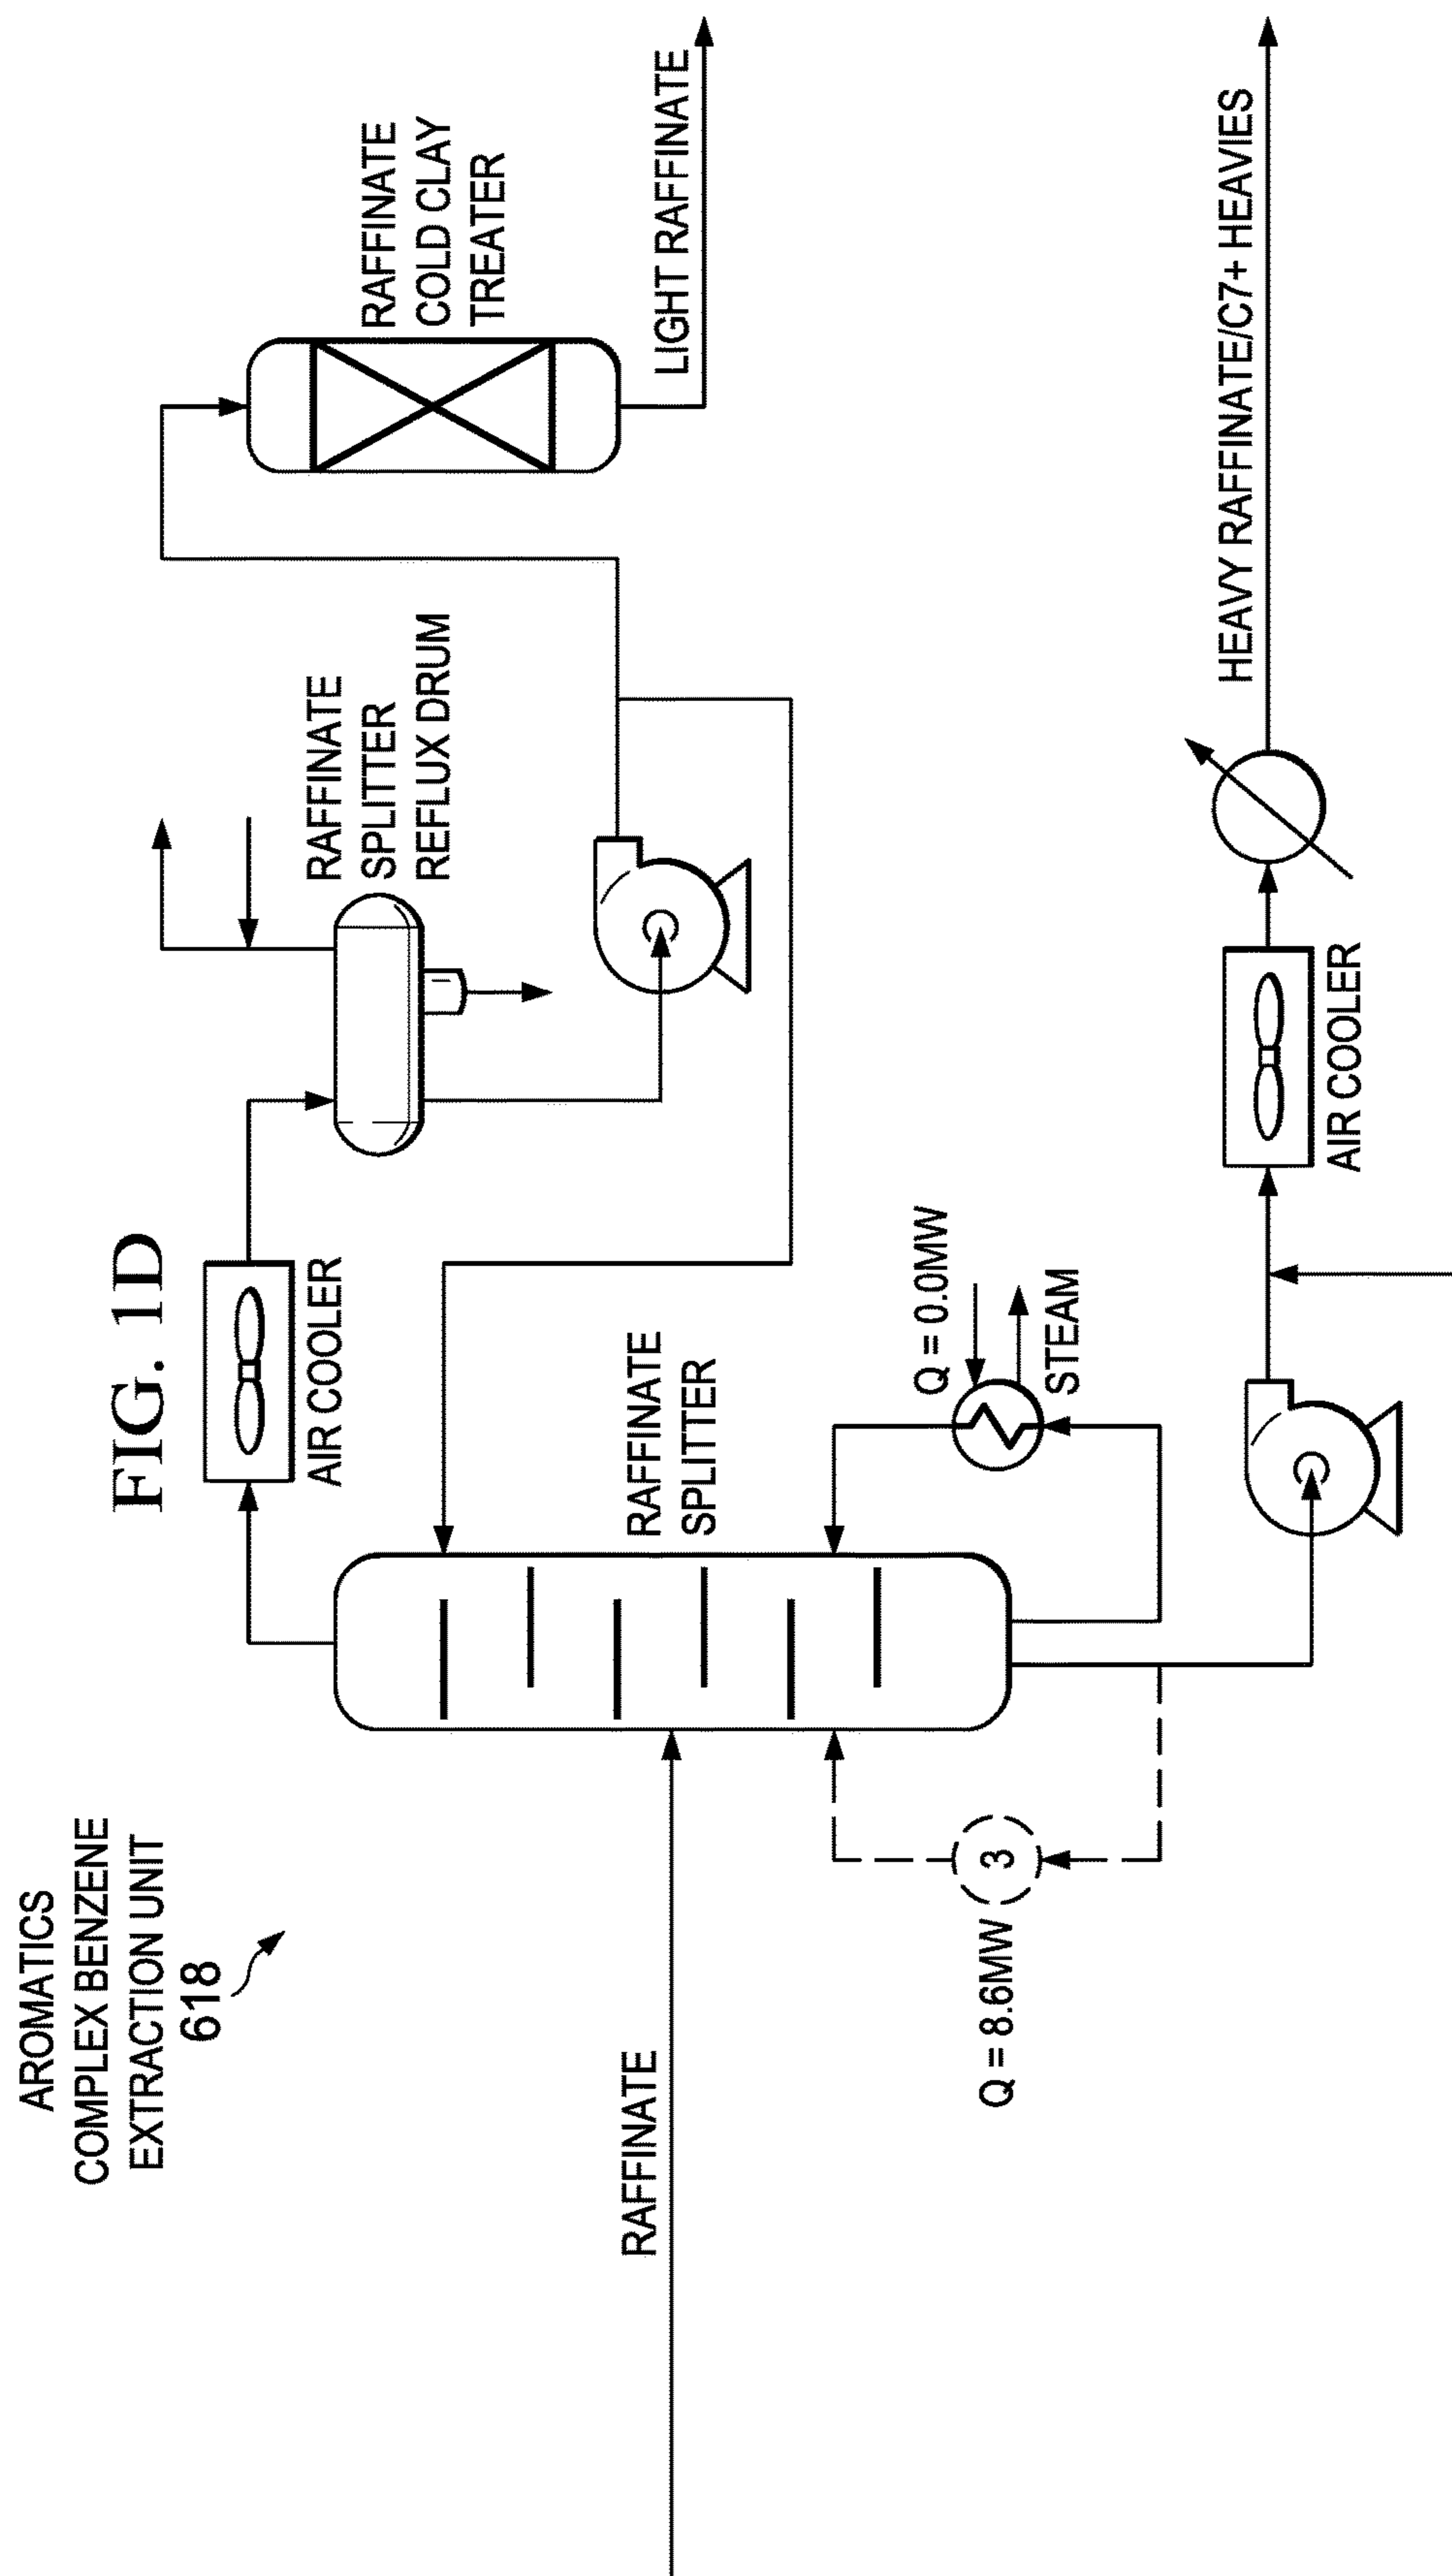 FIG. 1D
AROMATICS
COMPLEX BENZENE
EXTRACTION UNIT
618
AIR COOLER
RAFFINATE
SPLITTER
REFLUX DRUM
RAFFINATE
COLD CLAY
TREATER
LIGHT RAFFINATE
RAFFINATE
RAFFINATE
SPLITTER
Q = 0.0MW
STEAM
3
Q = 8.6MW
AIR COOLER
HEAVY RAFFINATE/C7+ HEAVIES